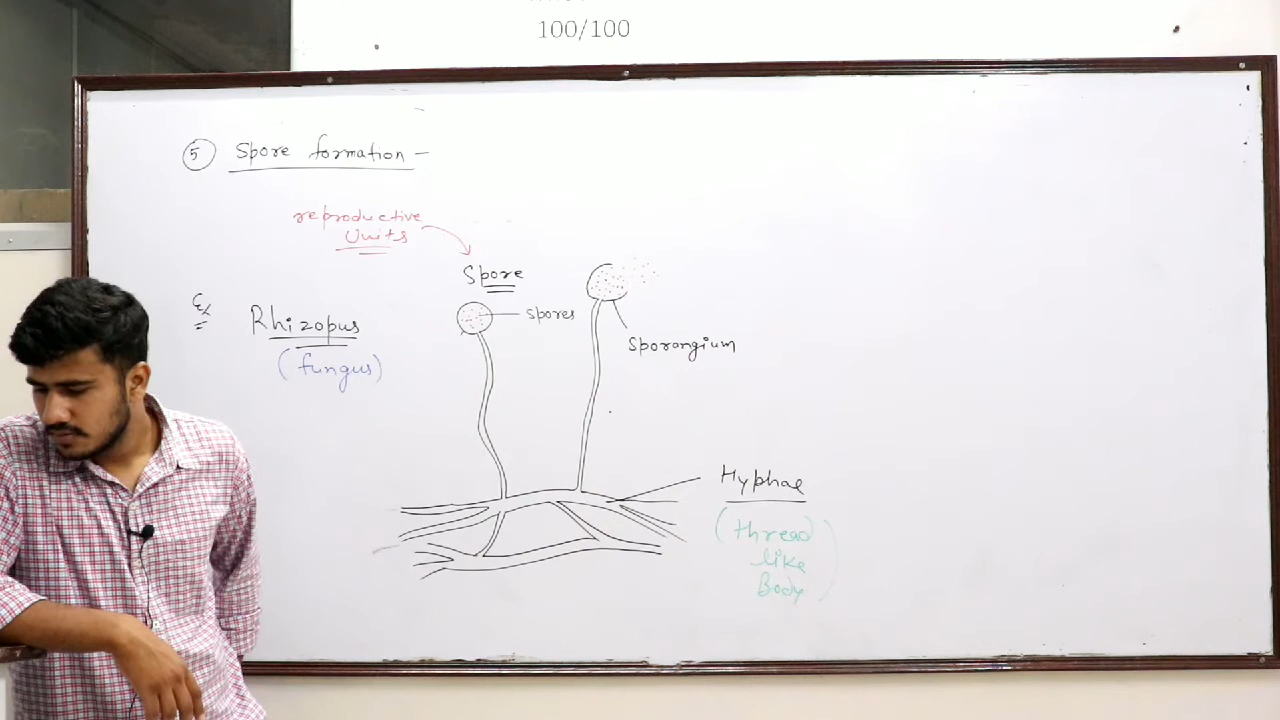 100/100
5 Spore formation -
reproductive
Units
Spore
Ex
Rhizopus
(fungus)
spores
Sporangium
Hyphae
(thread
like
Body)